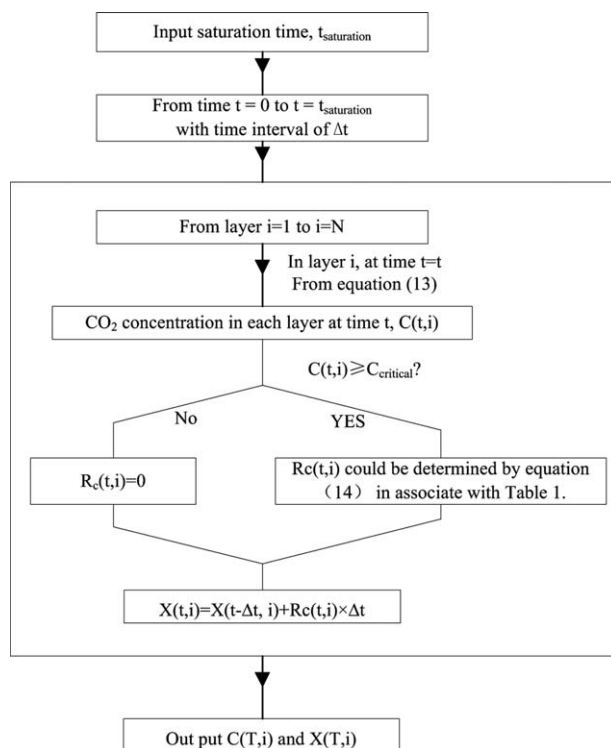 Input saturation time, tsaturation
From time t = 0 to t = tsaturation
with time interval of Δt
From layer i=1 to i=N
In layer i, at time t=t
From equation (13)
CO2 concentration in each layer at time t, C(t,i)
C(t,i)≥Ccritical?
No
YES
Rc(t,i)=0
Rc(t,i) could be determined by equation
（14） in associate with Table 1.
X(t,i)=X(t-Δt, i)+Rc(t,i)×Δt
Out put C(T,i) and X(T,i)